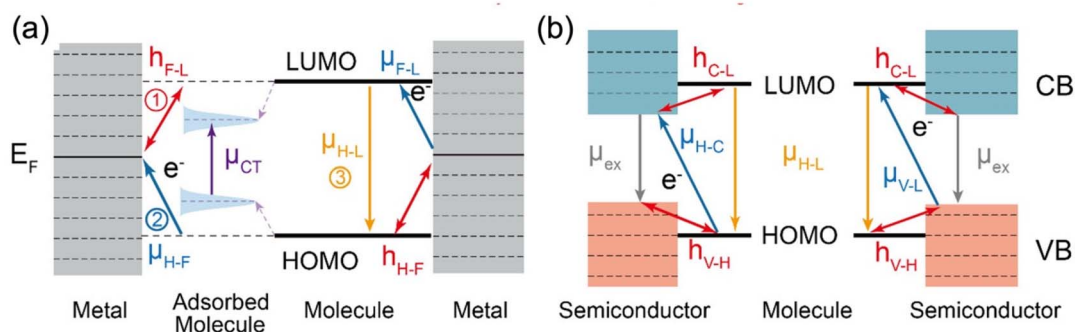 (a)
h_F-L
LUMO
μ_F-L
①
e⁻
E_F
e⁻
μ_CT
μ_H-L
③
②
μ_H-F
HOMO
h_H-F
Metal
Adsorbed
Molecule
Molecule
Metal
(b)
h_C-L
LUMO
h_C-L
CB
μ_ex
μ_H-C
e⁻
μ_H-L
e⁻
μ_V-L
μ_ex
h_V-H
HOMO
h_V-H
VB
Semiconductor
Molecule
Semiconductor